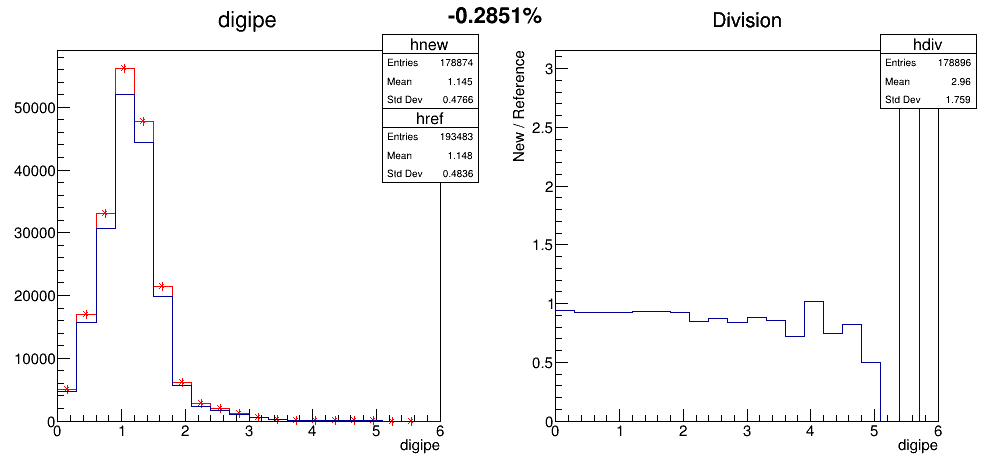 -0.2851%
digipe
hnew
Entries 178874
Mean 1.145
Std Dev 0.4766
href
Entries 193483
Mean 1.148
Std Dev 0.4836
50000
40000
30000
20000
10000
0
0 1 2 3 4 5 6
digipe
Division
hdiv
Entries 178896
Mean 2.96
Std Dev 1.759
New / Reference
3
2.5
2
1.5
1
0.5
0
0 1 2 3 4 5 6
digipe